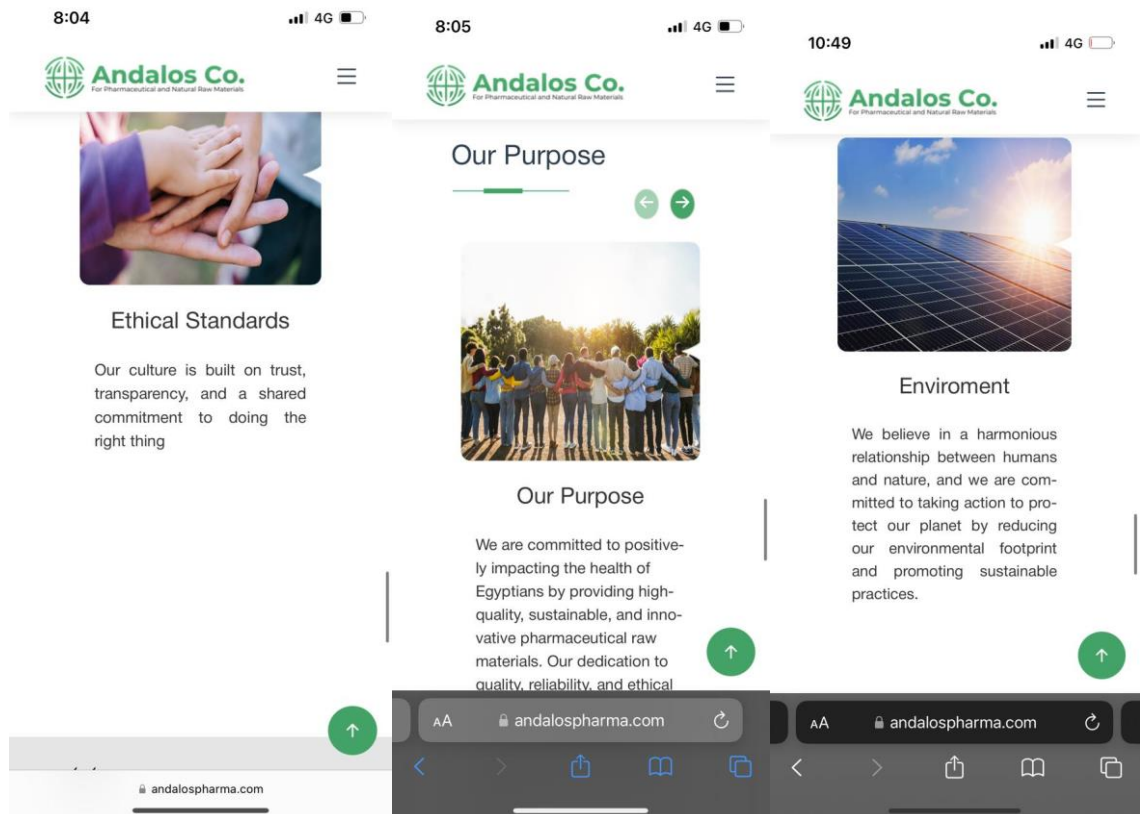 8:04
4G
Andalos Co.
For Pharmaceutical and Natural Raw Materials
Ethical Standards
Our culture is built on trust,
transparency, and a shared
commitment to doing the
right thing
andalospharma.com
8:05
4G
Andalos Co.
For Pharmaceutical and Natural Raw Materials
Our Purpose
Our Purpose
We are committed to positive-
ly impacting the health of
Egyptians by providing high-
quality, sustainable, and inno-
vative pharmaceutical raw
materials. Our dedication to
quality, reliability, and ethical
AA
andalospharma.com
10:49
4G
Andalos Co.
For Pharmaceutical and Natural Raw Materials
Enviroment
We believe in a harmonious
relationship between humans
and nature, and we are com-
mitted to taking action to pro-
tect our planet by reducing
our environmental footprint
and promoting sustainable
practices.
AA
andalospharma.com